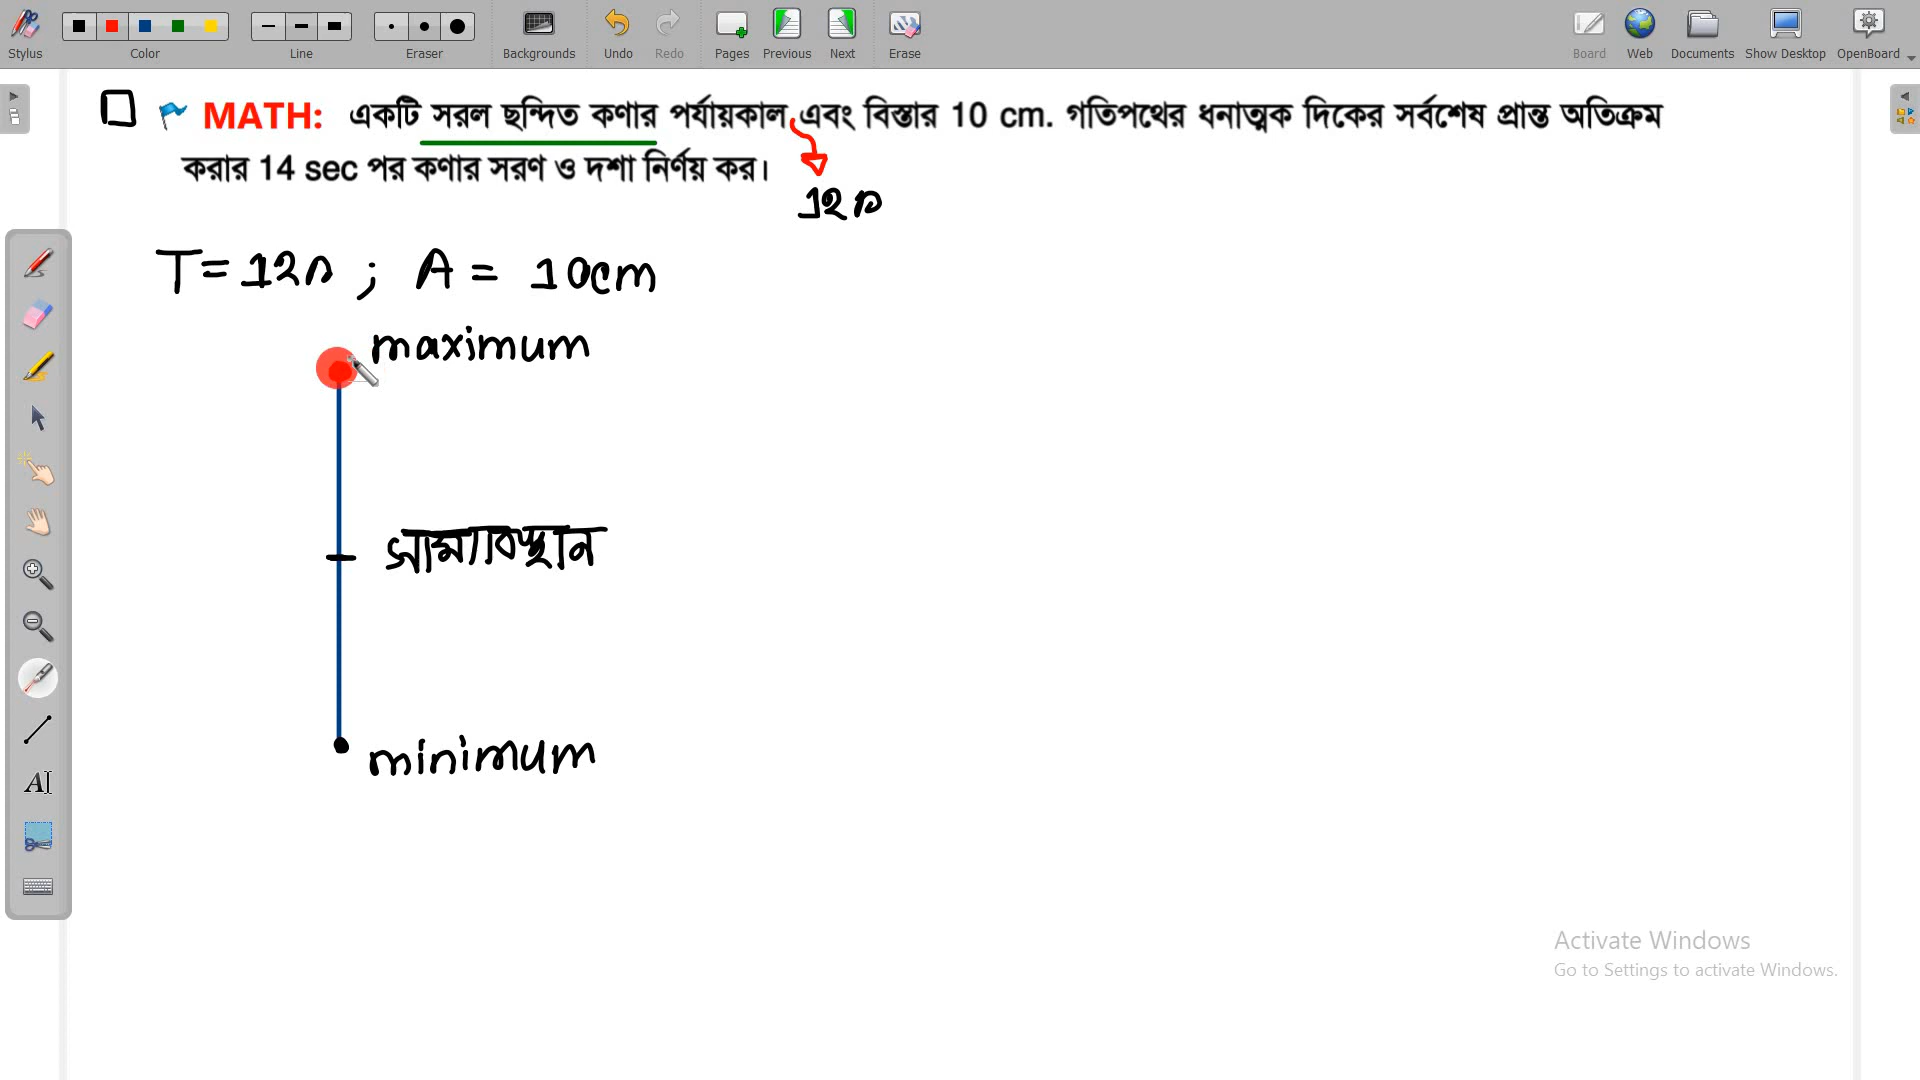 Stylus Color Line Eraser Backgrounds Undo Redo Pages Previous Next Erase Board Web Documents Show Desktop OpenBoard
MATH: একটি সরল ছন্দিত কণার পর্যায়কাল এবং বিস্তার 10 cm. গতিপথের ধনাত্মক দিকের সর্বশেষ প্রান্ত অতিক্রম
করার 14 sec পর কণার সরণ ও দশা নির্ণয় কর।
12s
T = 12s ; A = 10cm
maximum
সাম্যাবস্থান
minimum
Activate Windows
Go to Settings to activate Windows.